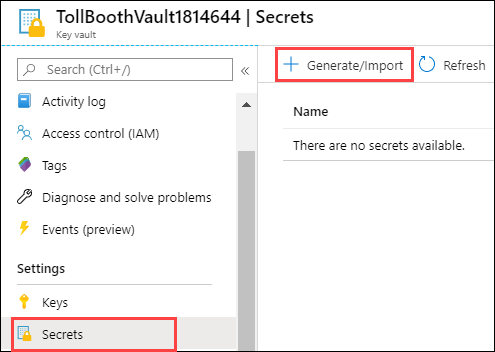 TollBoothVault1814644 | Secrets
Key vault
Search (Ctrl+/)
«
Activity log
Access control (IAM)
Tags
Diagnose and solve problems
Events (preview)
Settings
Keys
Secrets
+ Generate/Import
Refresh
Name
There are no secrets available.